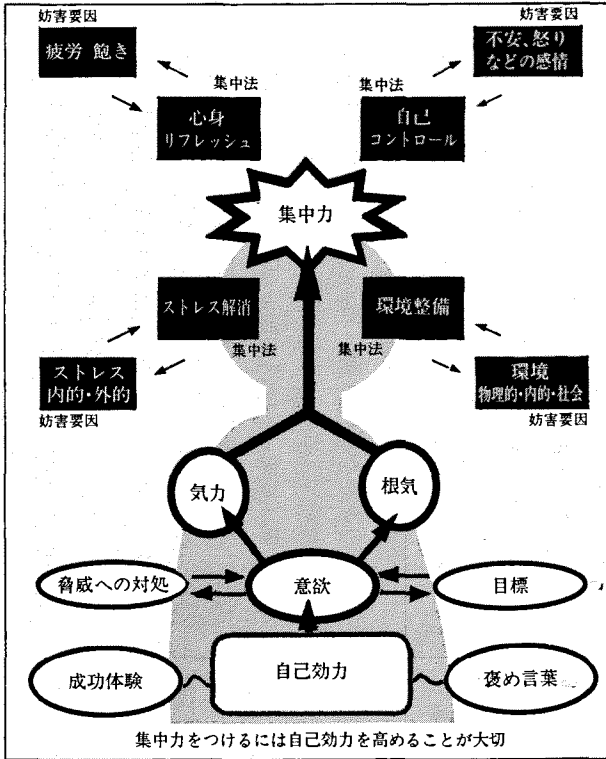 妨害要因
疲労 飽き
集中法
心身
リフレッシュ
妨害要因
不安、怒り
などの感情
集中法
自己
コントロール
集中力
ストレス解消
集中法
ストレス
内的・外的
妨害要因
環境整備
集中法
環境
物理的・内的・社会
妨害要因
気力
根気
脅威への対処
意欲
目標
成功体験
自己効力
褒め言葉
集中力をつけるには自己効力を高めることが大切